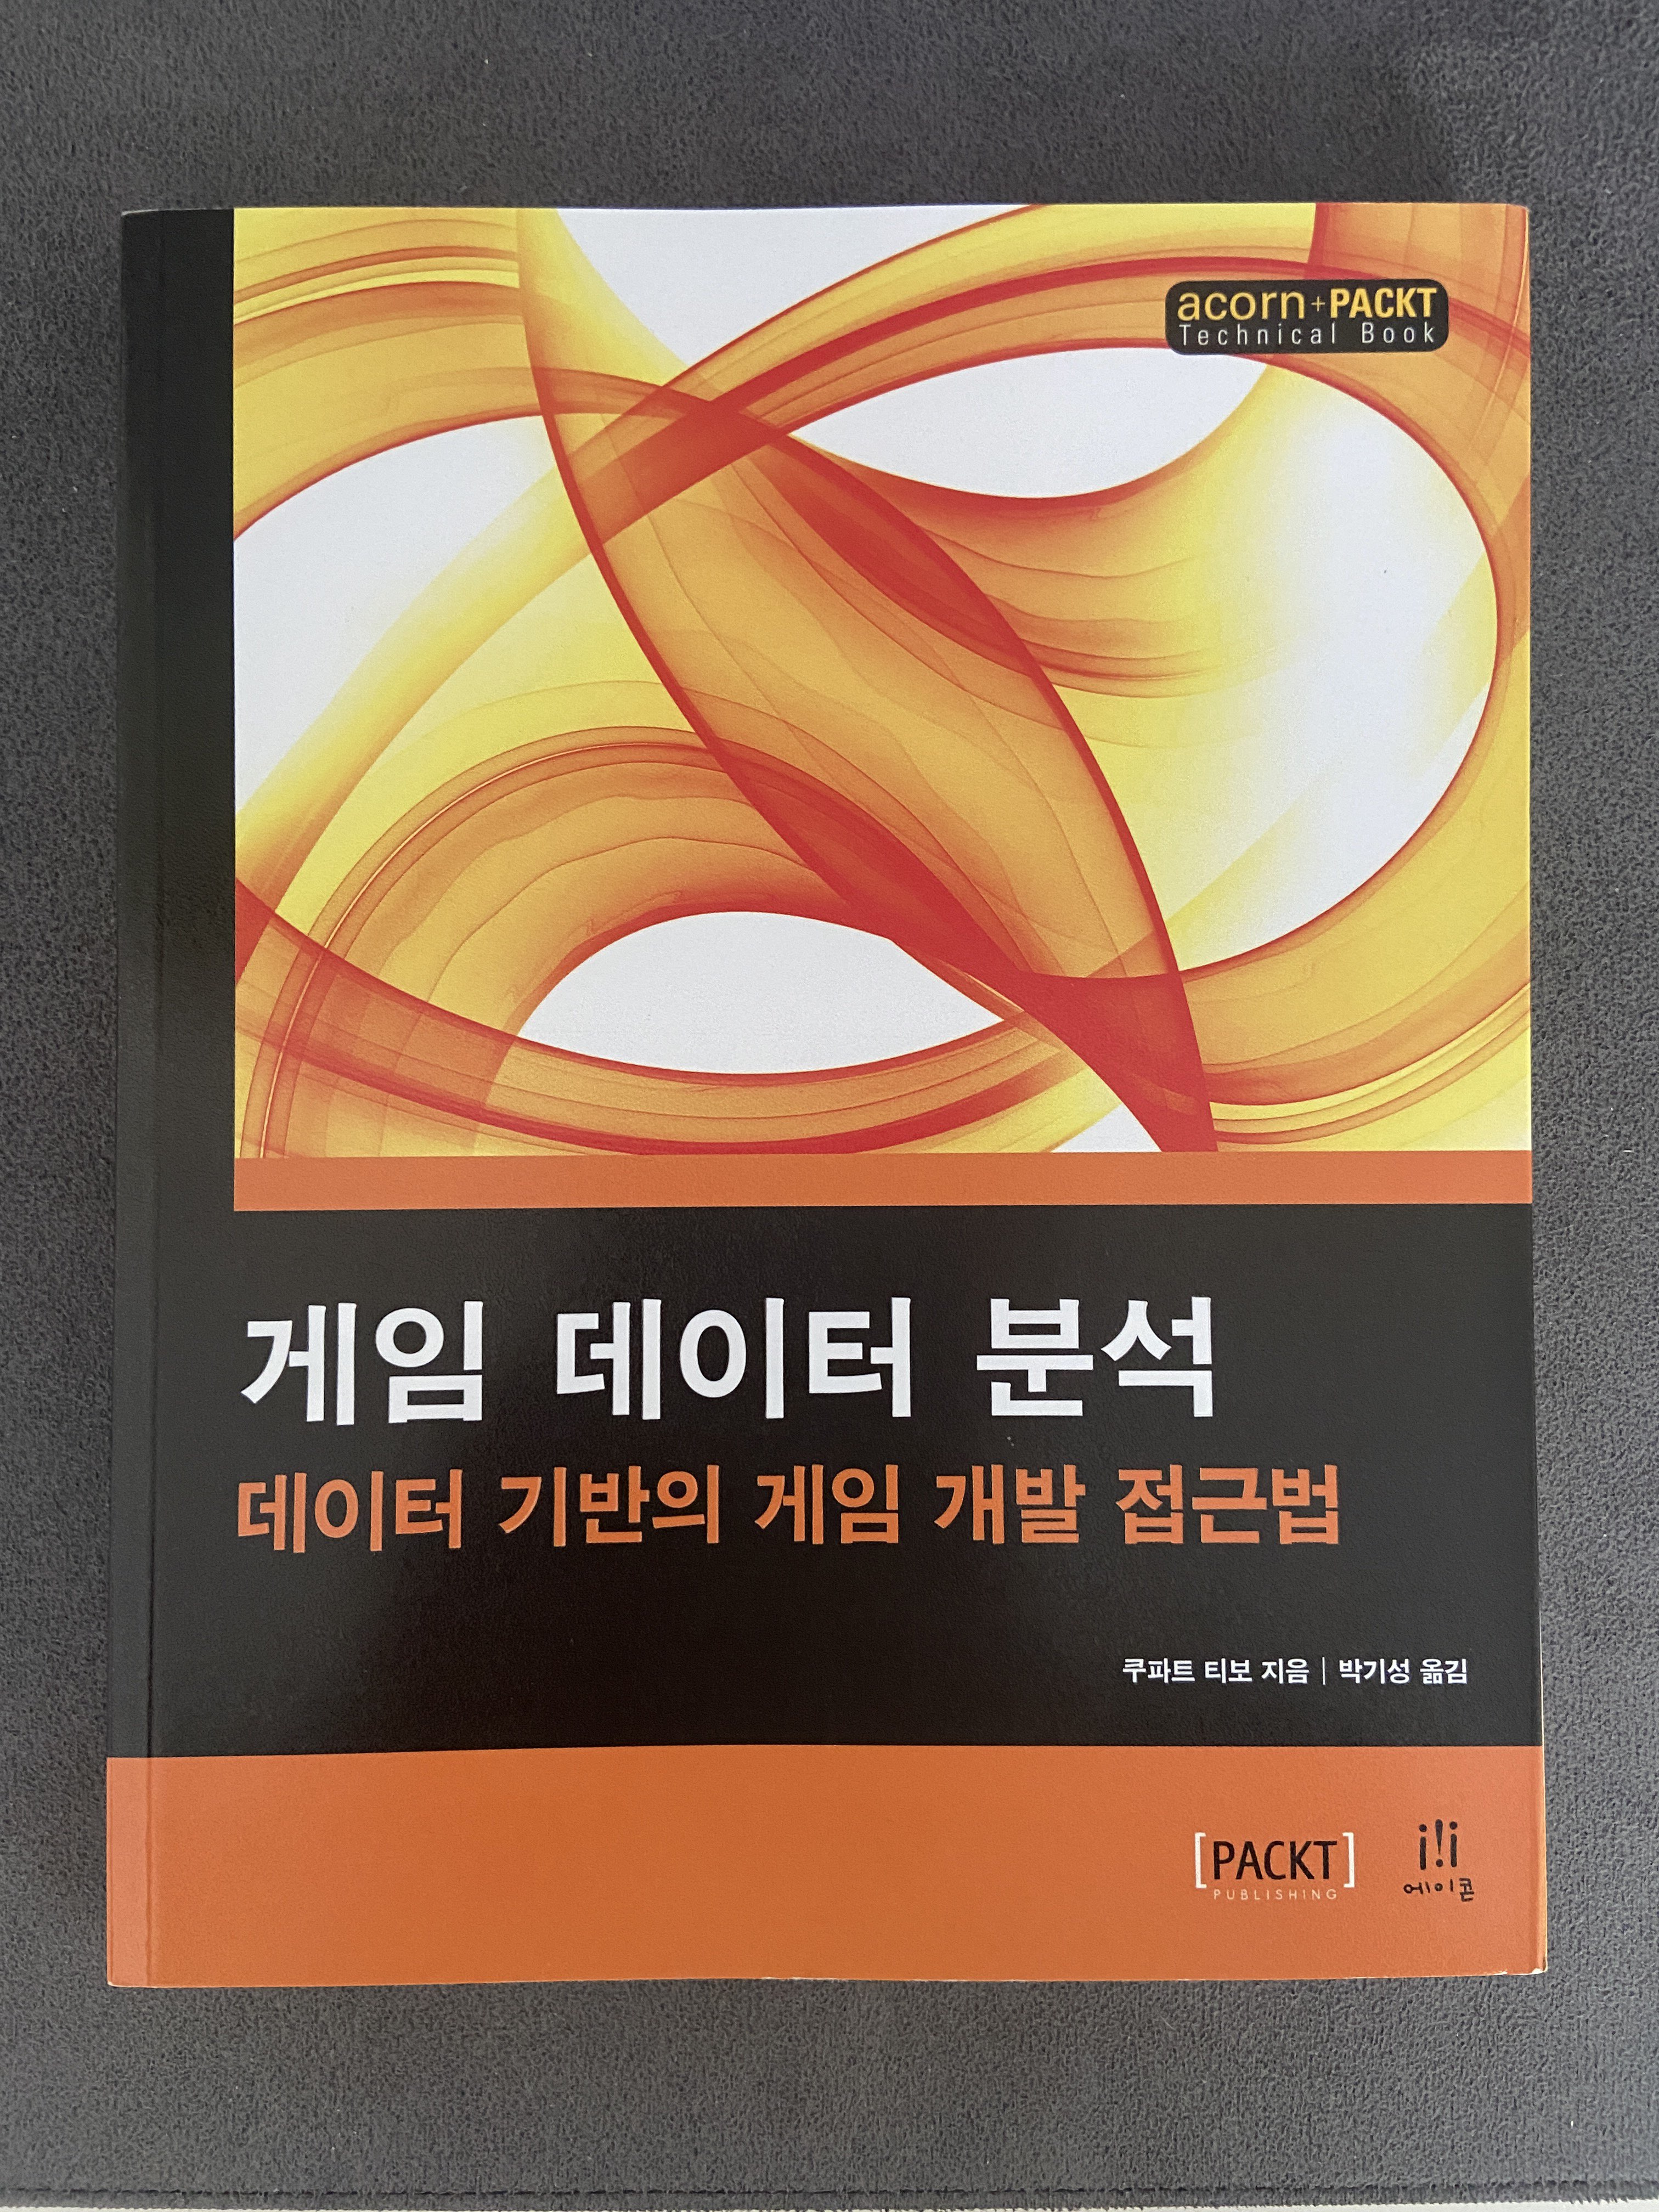 acorn+PACKT
Technical Book
게임 데이터 분석
데이터 기반의 게임 개발 접근법
쿠파트 티보 지음 | 박기성 옮김
[PACKT]
PUBLISHING
에이콘